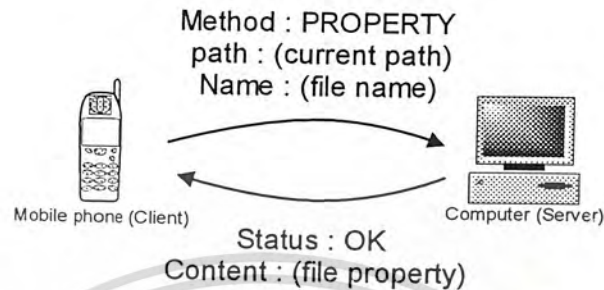 Method : PROPERTY
path : (current path)
Name : (file name)
Mobile phone (Client)
Computer (Server)
Status : OK
Content : (file property)